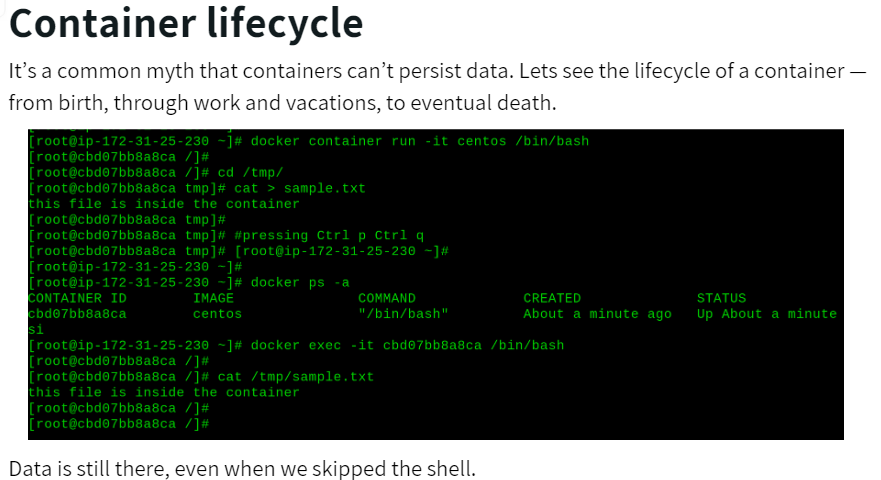 Container lifecycle
It's a common myth that containers can't persist data. Lets see the lifecycle of a container —
from birth, through work and vacations, to eventual death.
[root@ip-172-31-25-230 ~]# docker container run -it centos /bin/bash
[root@cbd07bb8a8ca /]#
[root@cbd07bb8a8ca /]# cd /tmp/
[root@cbd07bb8a8ca tmp]# cat > sample.txt
this file is inside the container
[root@cbd07bb8a8ca tmp]#
[root@cbd07bb8a8ca tmp]# #pressing Ctrl p Ctrl q
[root@cbd07bb8a8ca tmp]# [root@ip-172-31-25-230 ~]#
[root@ip-172-31-25-230 ~]#
[root@ip-172-31-25-230 ~]# docker ps -a
CONTAINER ID IMAGE COMMAND CREATED STATUS
cbd07bb8a8ca centos "/bin/bash" About a minute ago Up About a minute
si
[root@ip-172-31-25-230 ~]# docker exec -it cbd07bb8a8ca /bin/bash
[root@cbd07bb8a8ca /]#
[root@cbd07bb8a8ca /]# cat /tmp/sample.txt
this file is inside the container
[root@cbd07bb8a8ca /]#
[root@cbd07bb8a8ca /]#
Data is still there, even when we skipped the shell.